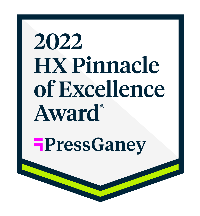 2022
HX Pinnacle
of Excellence
Award*
PressGaney